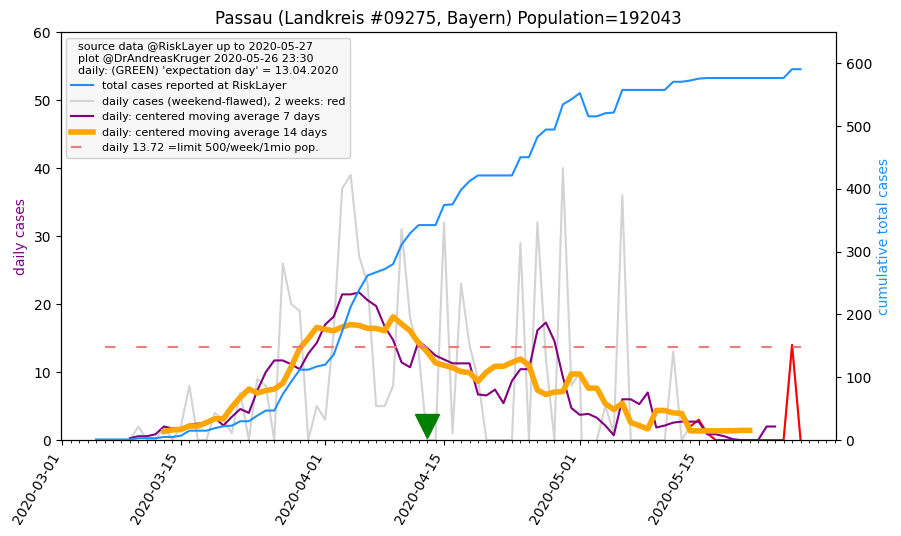 Passau (Landkreis #09275, Bayern) Population=192043
source data @RiskLayer up to 2020-05-27
plot @DrAndreasKruger 2020-05-26 23:30
daily: (GREEN) 'expectation day' = 13.04.2020
total cases reported at RiskLayer
daily cases (weekend-flawed), 2 weeks: red
daily: centered moving average 7 days
daily: centered moving average 14 days
daily 13.72 =limit 500/week/1mio pop.
daily cases
60
50
40
30
20
10
0
600
500
400
300
200
100
0
cumulative total cases
2020-03-01
2020-03-15
2020-04-01
2020-04-15
2020-05-01
2020-05-15